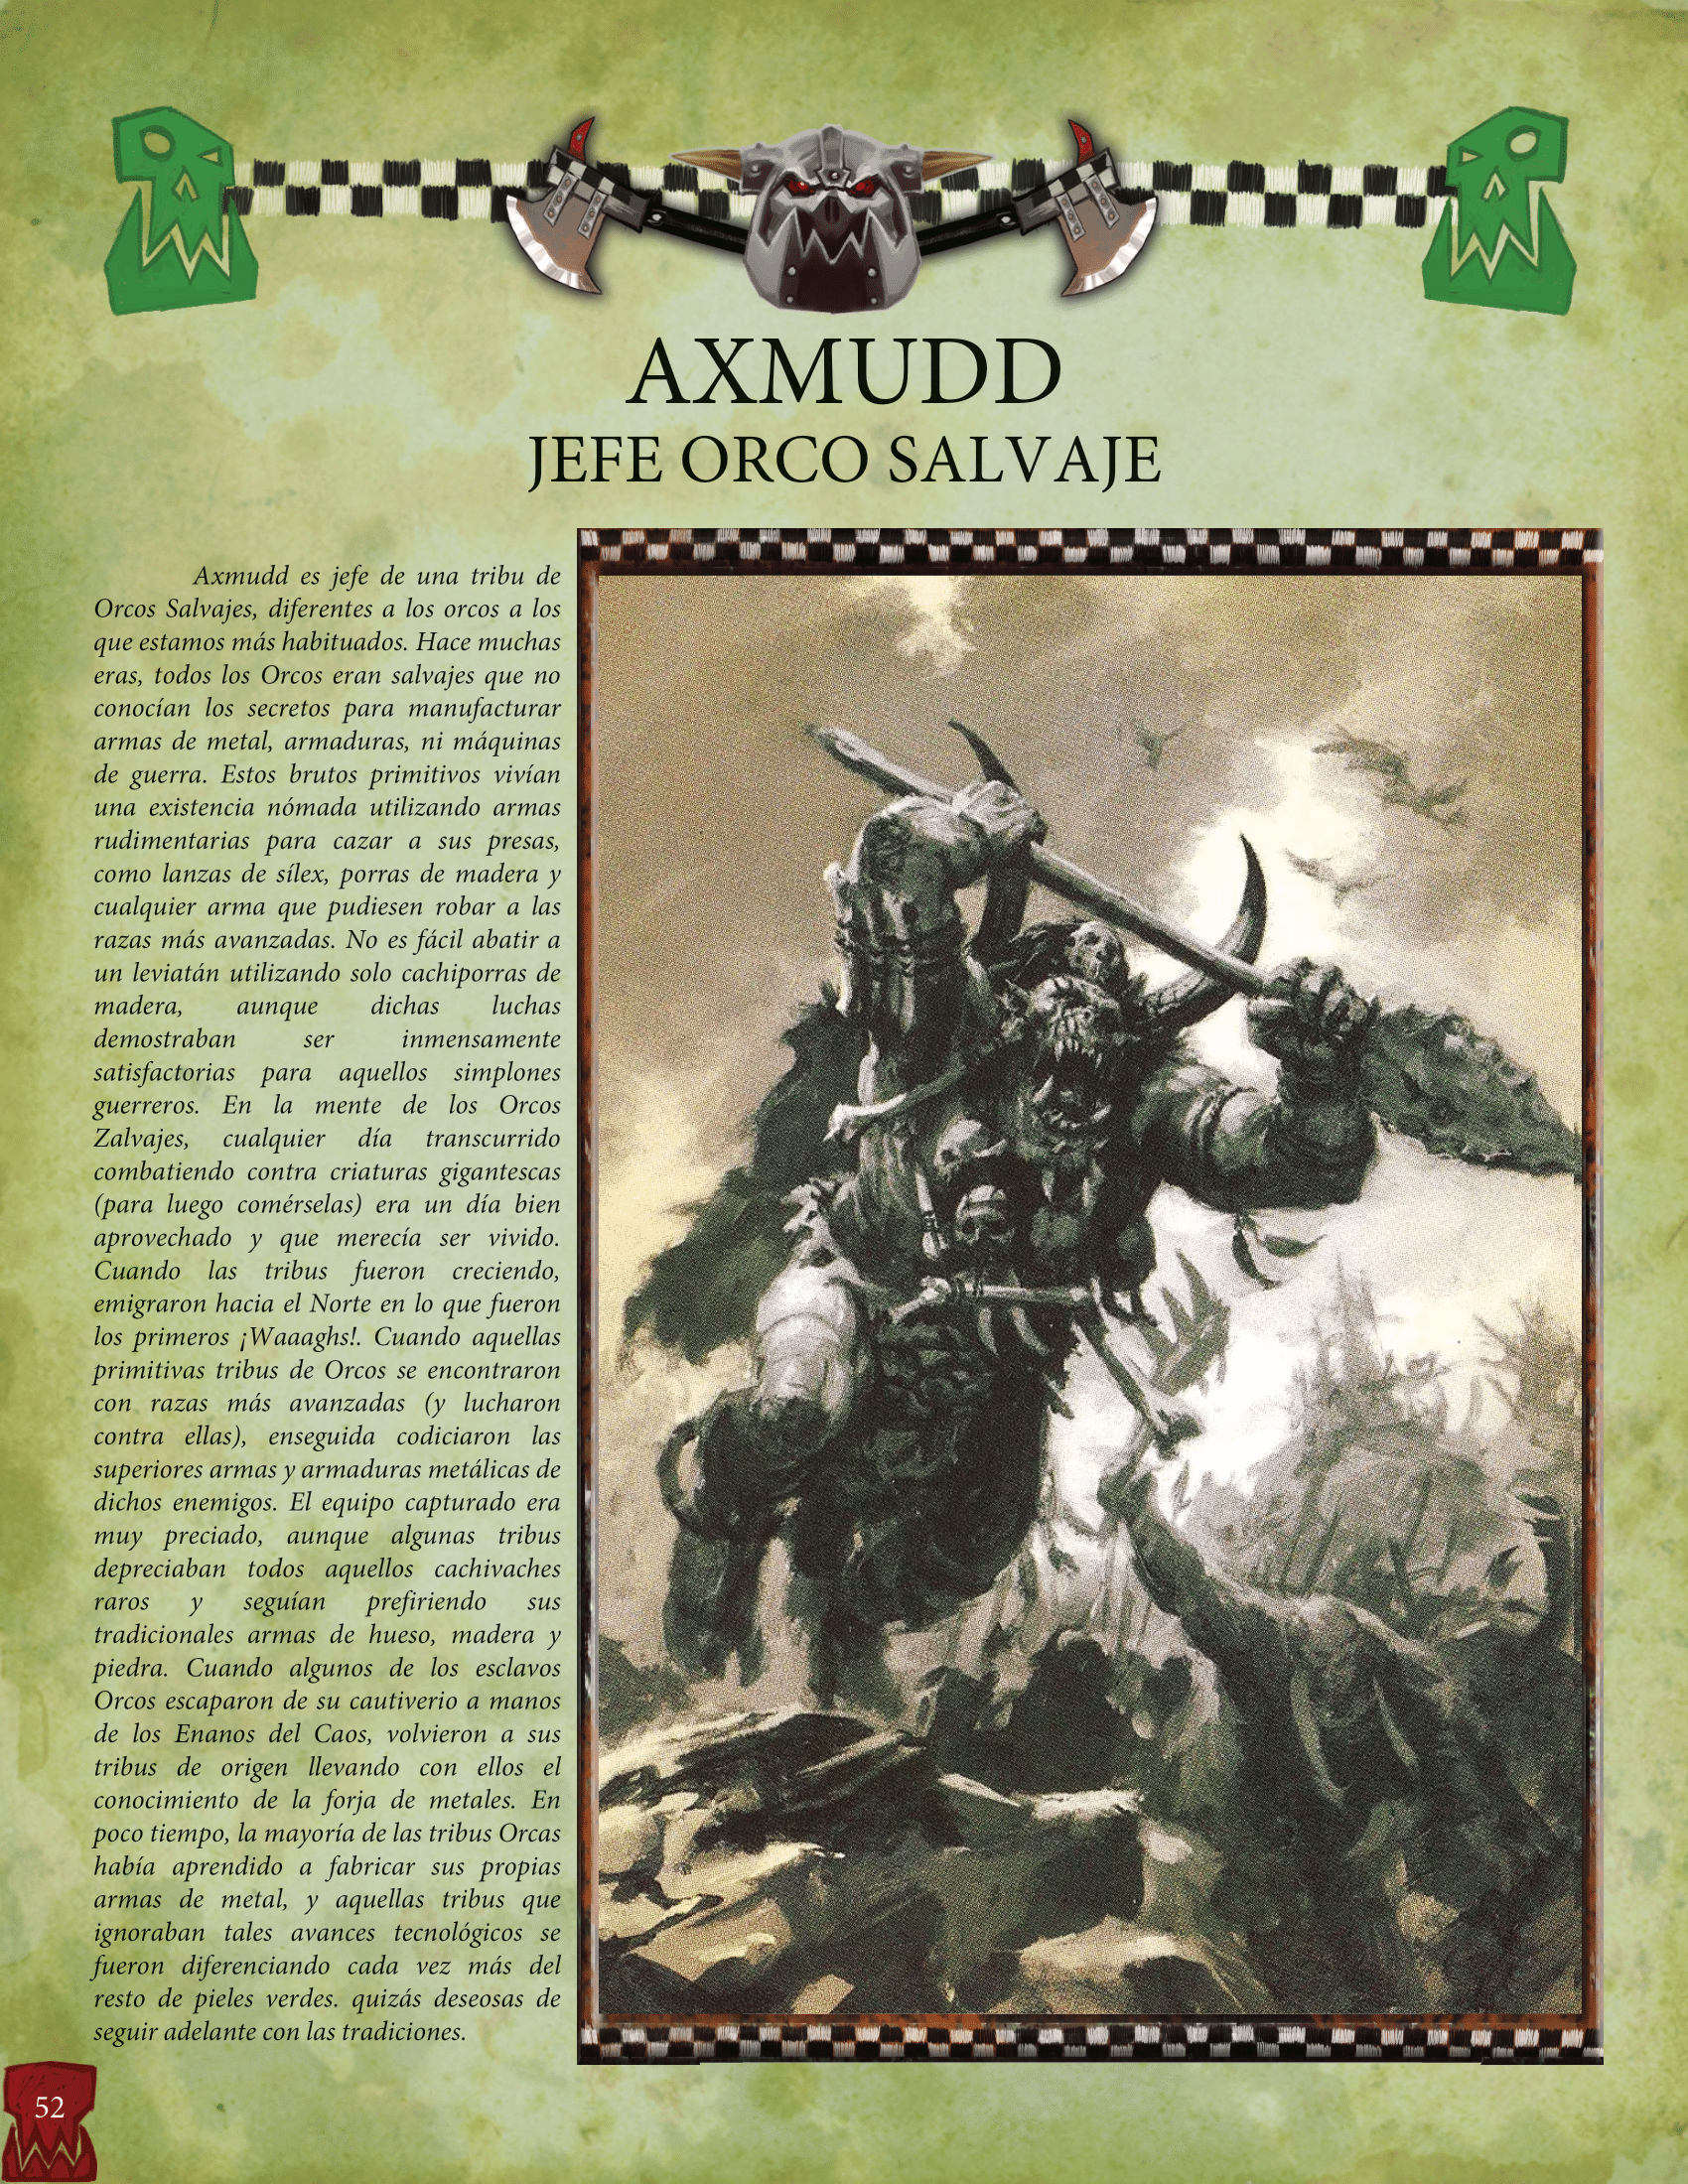 AXMUDD
JEFE ORCO SALVAJE
Axmudd es jefe de una tribu de
Orcos Salvajes, diferentes a los orcos a los
que estamos más habituados. Hace muchas
eras, todos los Orcos eran salvajes que no
conocían los secretos para manufacturar
armas de metal, armaduras, ni máquinas
de guerra. Estos brutos primitivos vivían
una existencia nómada utilizando armas
rudimentarias para cazar a sus presas,
como lanzas de sílex, porras de madera y
cualquier arma que pudiesen robar a las
razas más avanzadas. No es fácil abatir a
un leviatán utilizando solo cachiporras de
madera, aunque dichas luchas
demostraban ser inmensamente
satisfactorias para aquellos simplones
guerreros. En la mente de los Orcos
Zalvajes, cualquier día transcurrido
combatiendo contra criaturas gigantescas
(para luego comérselas) era un día bien
aprovechado y que merecía ser vivido.
Cuando las tribus fueron creciendo,
emigraron hacia el Norte en lo que fueron
los primeros ¡Waaaghs!. Cuando aquellas
primitivas tribus de Orcos se encontraron
con razas más avanzadas (y lucharon
contra ellas), enseguida codiciaron las
superiores armas y armaduras metálicas de
dichos enemigos. El equipo capturado era
muy preciado, aunque algunas tribus
depreciaban todos aquellos cachivaches
raros y seguían prefiriendo sus
tradicionales armas de hueso, madera y
piedra. Cuando algunos de los esclavos
Orcos escaparon de su cautiverio a manos
de los Enanos del Caos, volvieron a sus
tribus de origen llevando con ellos el
conocimiento de la forja de metales. En
poco tiempo, la mayoría de las tribus Orcas
había aprendido a fabricar sus propias
armas de metal, y aquellas tribus que
ignoraban tales avances tecnológicos se
fueron diferenciando cada vez más del
resto de pieles verdes. quizás deseosas de
seguir adelante con las tradiciones.
52